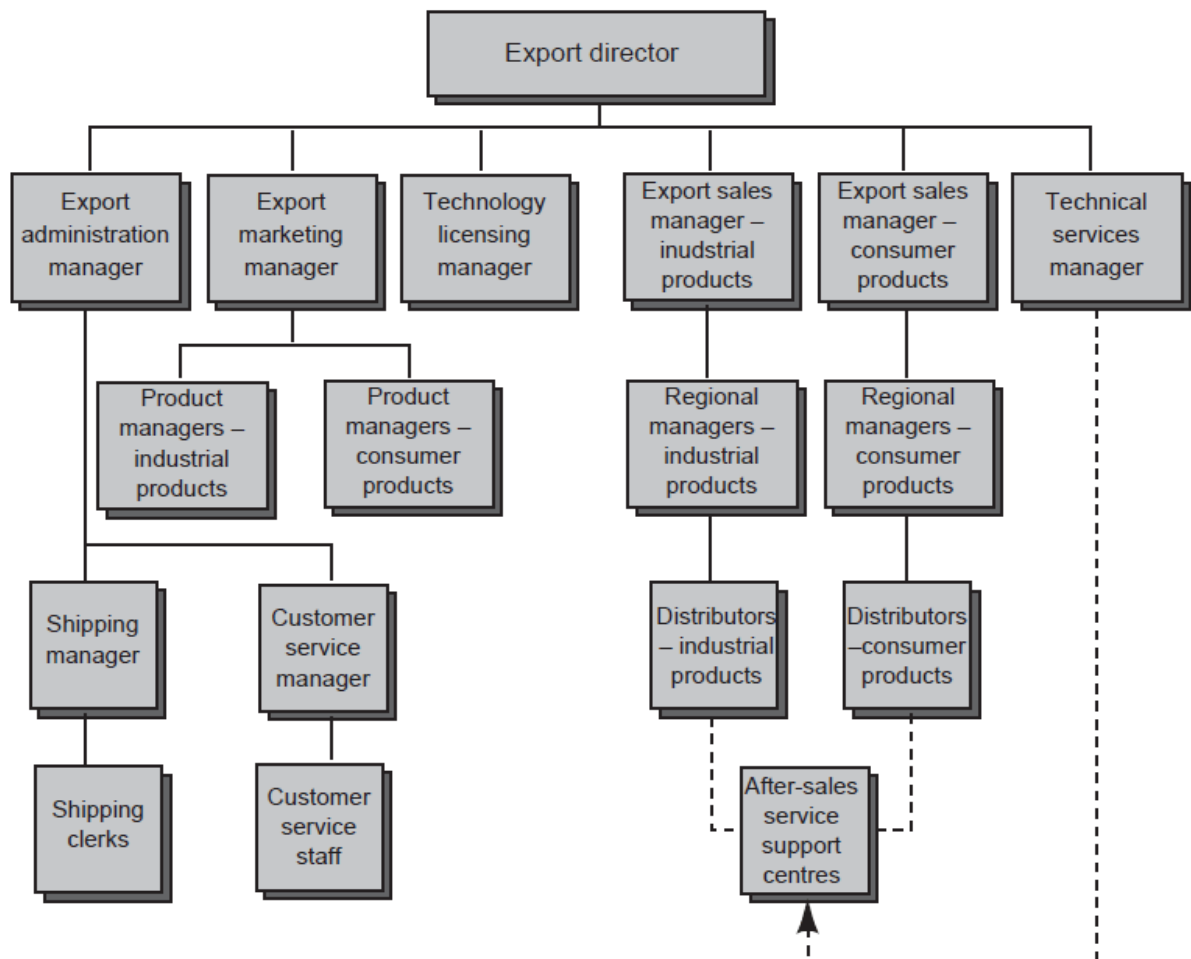 Export director
Export
administration
manager
Export
marketing
manager
Technology
licensing
manager
Export sales
manager –
inudstrial
products
Export sales
manager –
consumer
products
Technical
services
manager
Product
managers –
industrial
products
Product
managers –
consumer
products
Regional
managers –
industrial
products
Regional
managers –
consumer
products
Shipping
manager
Customer
service
manager
Distributors
– industrial
products
Distributors
–consumer
products
Shipping
clerks
Customer
service
staff
After-sales
service
support
centres